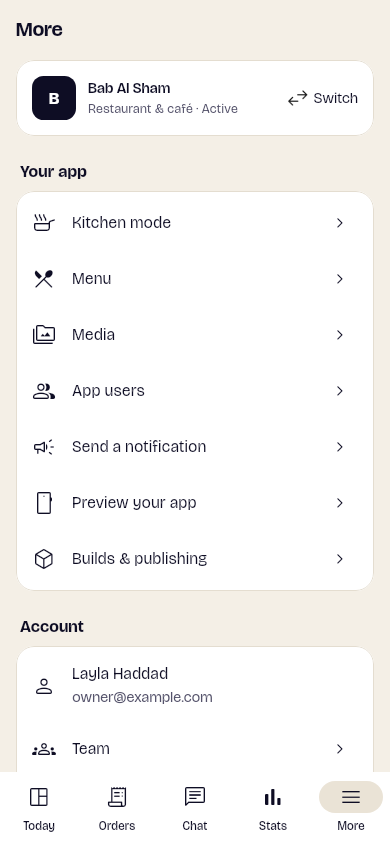 More
B
Bab Al Sham
Restaurant & café · Active
Switch
Your app
Kitchen mode
Menu
Media
App users
Send a notification
Preview your app
Builds & publishing
Account
Layla Haddad
owner@example.com
Team
Today
Orders
Chat
Stats
More